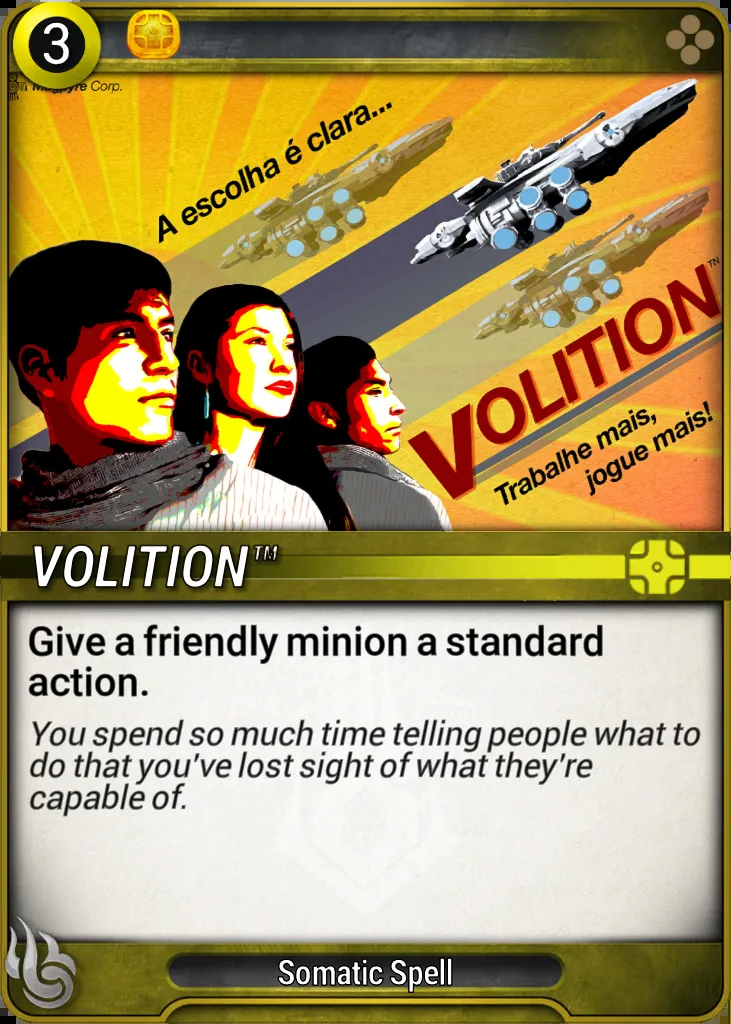 3
Magpyre Corp.
A escolha é clara...
VOLITION™
Trabalhe mais,
jogue mais!
VOLITION™
Give a friendly minion a standard
action.
You spend so much time telling people what to
do that you've lost sight of what they're
capable of.
Somatic Spell